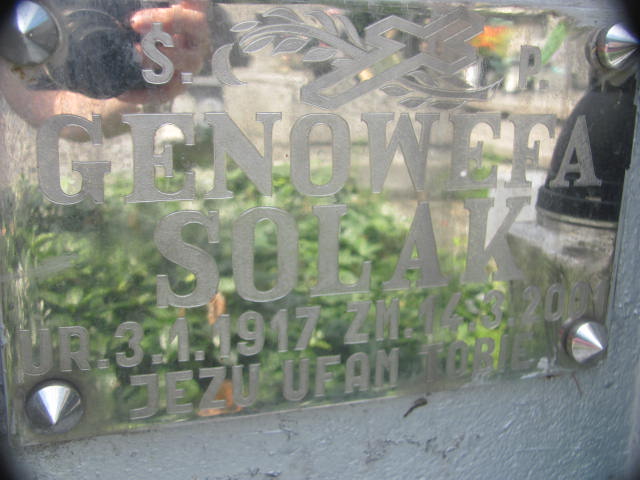 Ś. P.
GENOWEFA
SOLAK
UR. 3.1.1917 ZM. 14.3.2001
JEZU UFAM TOBIE